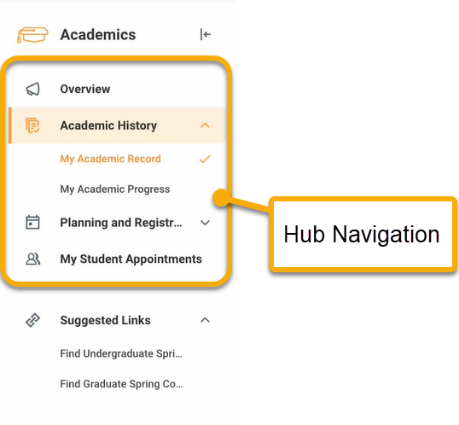 Academics
Overview
Academic History
My Academic Record
My Academic Progress
Planning and Registr...
My Student Appointments
Hub Navigation
Suggested Links
Find Undergraduate Spri...
Find Graduate Spring Co...